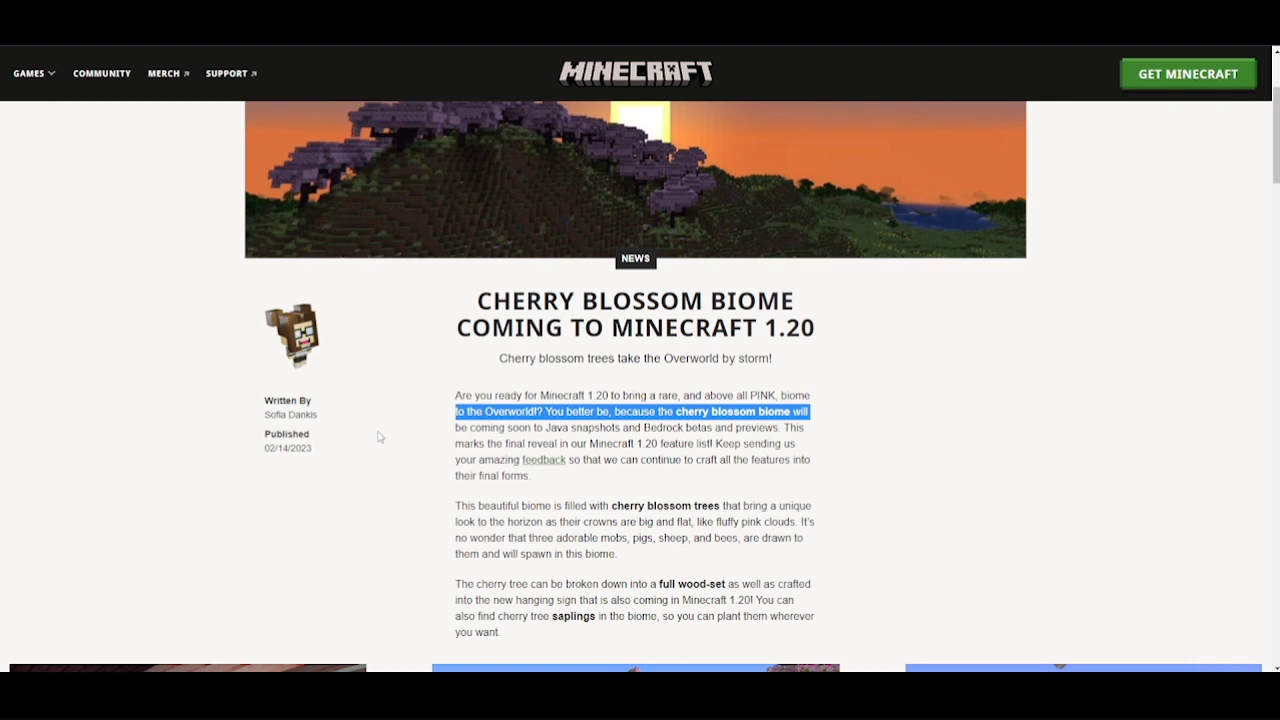 GAMES COMMUNITY MERCH SUPPORT
MINECRAFT
GET MINECRAFT
NEWS
CHERRY BLOSSOM BIOME
COMING TO MINECRAFT 1.20
Cherry blossom trees take the Overworld by storm!
Written By
Sofia Dankis
Published
02/14/2023
Are you ready for Minecraft 1.20 to bring a rare, and above all PINK, biome
to the Overworld!? You better be, because the cherry blossom biome will
be coming soon to Java snapshots and Bedrock betas and previews. This
marks the final reveal in our Minecraft 1.20 feature list! Keep sending us
your amazing feedback so that we can continue to craft all the features into
their final forms.
This beautiful biome is filled with cherry blossom trees that bring a unique
look to the horizon as their crowns are big and flat, like fluffy pink clouds. It's
no wonder that three adorable mobs, pigs, sheep, and bees, are drawn to
them and will spawn in this biome.
The cherry tree can be broken down into a full wood-set as well as crafted
into the new hanging sign that is also coming in Minecraft 1.20! You can
also find cherry tree saplings in the biome, so you can plant them wherever
you want.